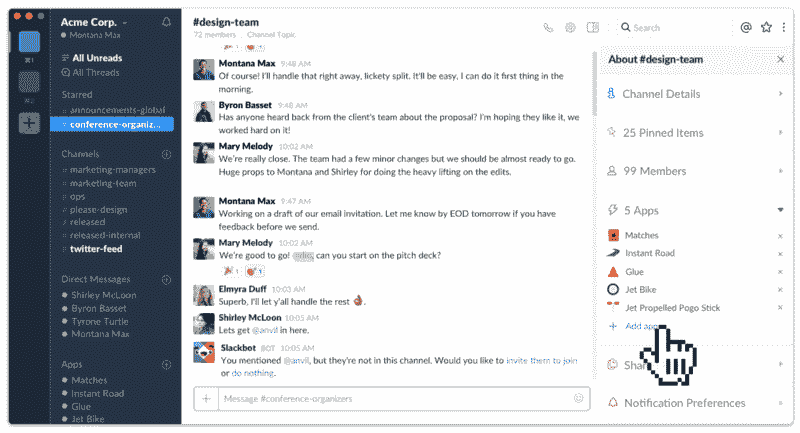 Acme Corp.
Montana Max
All Unreads
All Threads
Starred
announcements-global
conference-organiz...
Channels
marketing-managers
marketing-team
ops
please-design
released
released-internal
twitter-feed
Direct Messages
Shirley McLoon
Byron Basset
Tyrone Turtle
Montana Max
Apps
Matches
Instant Road
Glue
Jet Bike
#design-team
72 members
Channel Topic
Search
1
1
Montana Max 9:48 AM
Of course! I'll handle that right away, lickety split. It'll be easy, I can do it first thing in the
morning.
Byron Basset 9:48 AM
Has anyone heard back from the client's team about the proposal? I'm hoping they like it, we
worked hard on it!
Mary Melody 10:02 AM
We're really close. The team had a few minor changes but we should be almost ready to go.
Huge props to Montana and Shirley for doing the heavy lifting on the edits.
Montana Max 9:47 AM
Working on a draft of our email invitation. Let me know by EOD tomorrow if you have
feedback before we send.
Mary Melody 10:02 AM
We're good to go! can you start on the pitch deck?
1
1
Elmyra Duff 10:03 AM
Superb, I'll let y'all handle the rest 👌.
Shirley McLoon 10:05 AM
Lets get @anvil in here.
Slackbot BOT 10:05 AM
You mentioned @anvil, but they're not in this channel. Would you like to invite them to join
or do nothing.
Message #conference-organizers
About #design-team
Channel Details
25 Pinned Items
99 Members
5 Apps
Matches
Instant Road
Glue
Jet Bike
Jet Propelled Pogo Stick
+ Add app
Notification Preferences